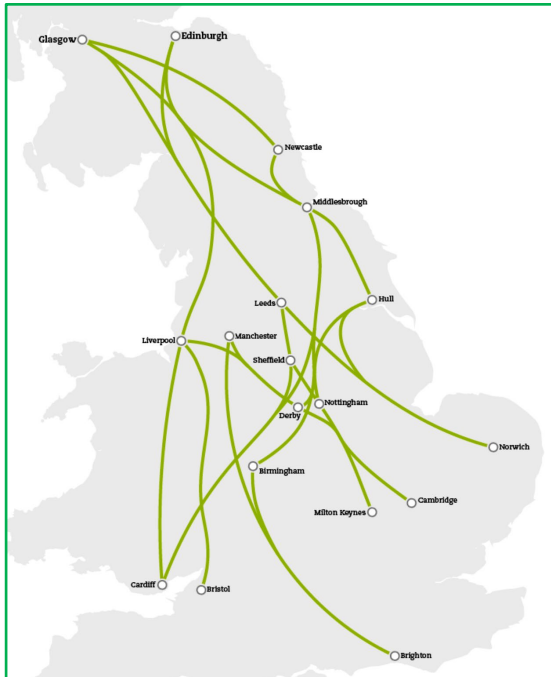 Glasgow
Edinburgh
Newcastle
Middlesbrough
Leeds
Hull
Liverpool
Manchester
Sheffield
Derby
Nottingham
Norwich
Birmingham
Cambridge
Milton Keynes
Cardiff
Bristol
Brighton